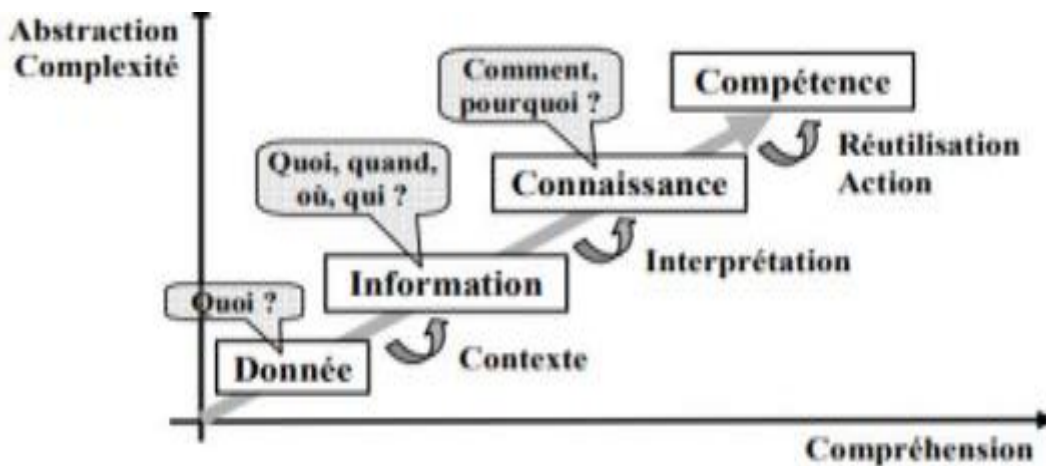 Abstraction
Complexité
Comment,
pourquoi ?
Compétence
Réutilisation
Action
Quoi, quand,
où, qui ?
Connaissance
Interprétation
Information
Quoi ?
Contexte
Donnée
Compréhension